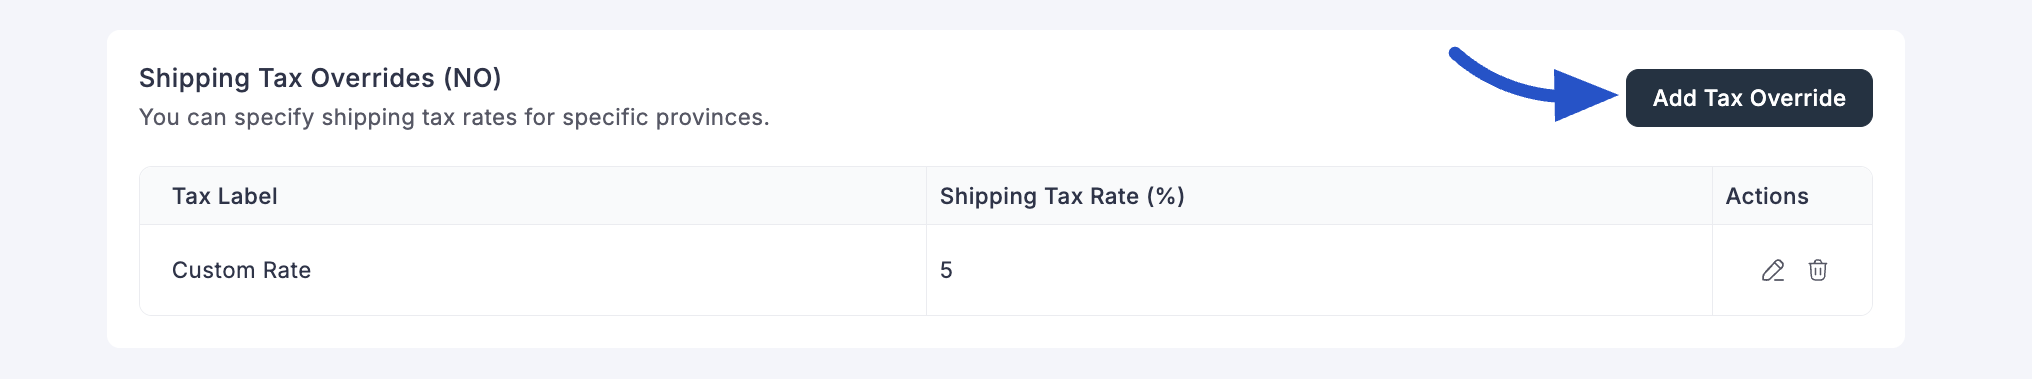 Shipping Tax Overrides (NO)
You can specify shipping tax rates for specific provinces.
Add Tax Override
Tax Label
Shipping Tax Rate (%)
Actions
Custom Rate
5